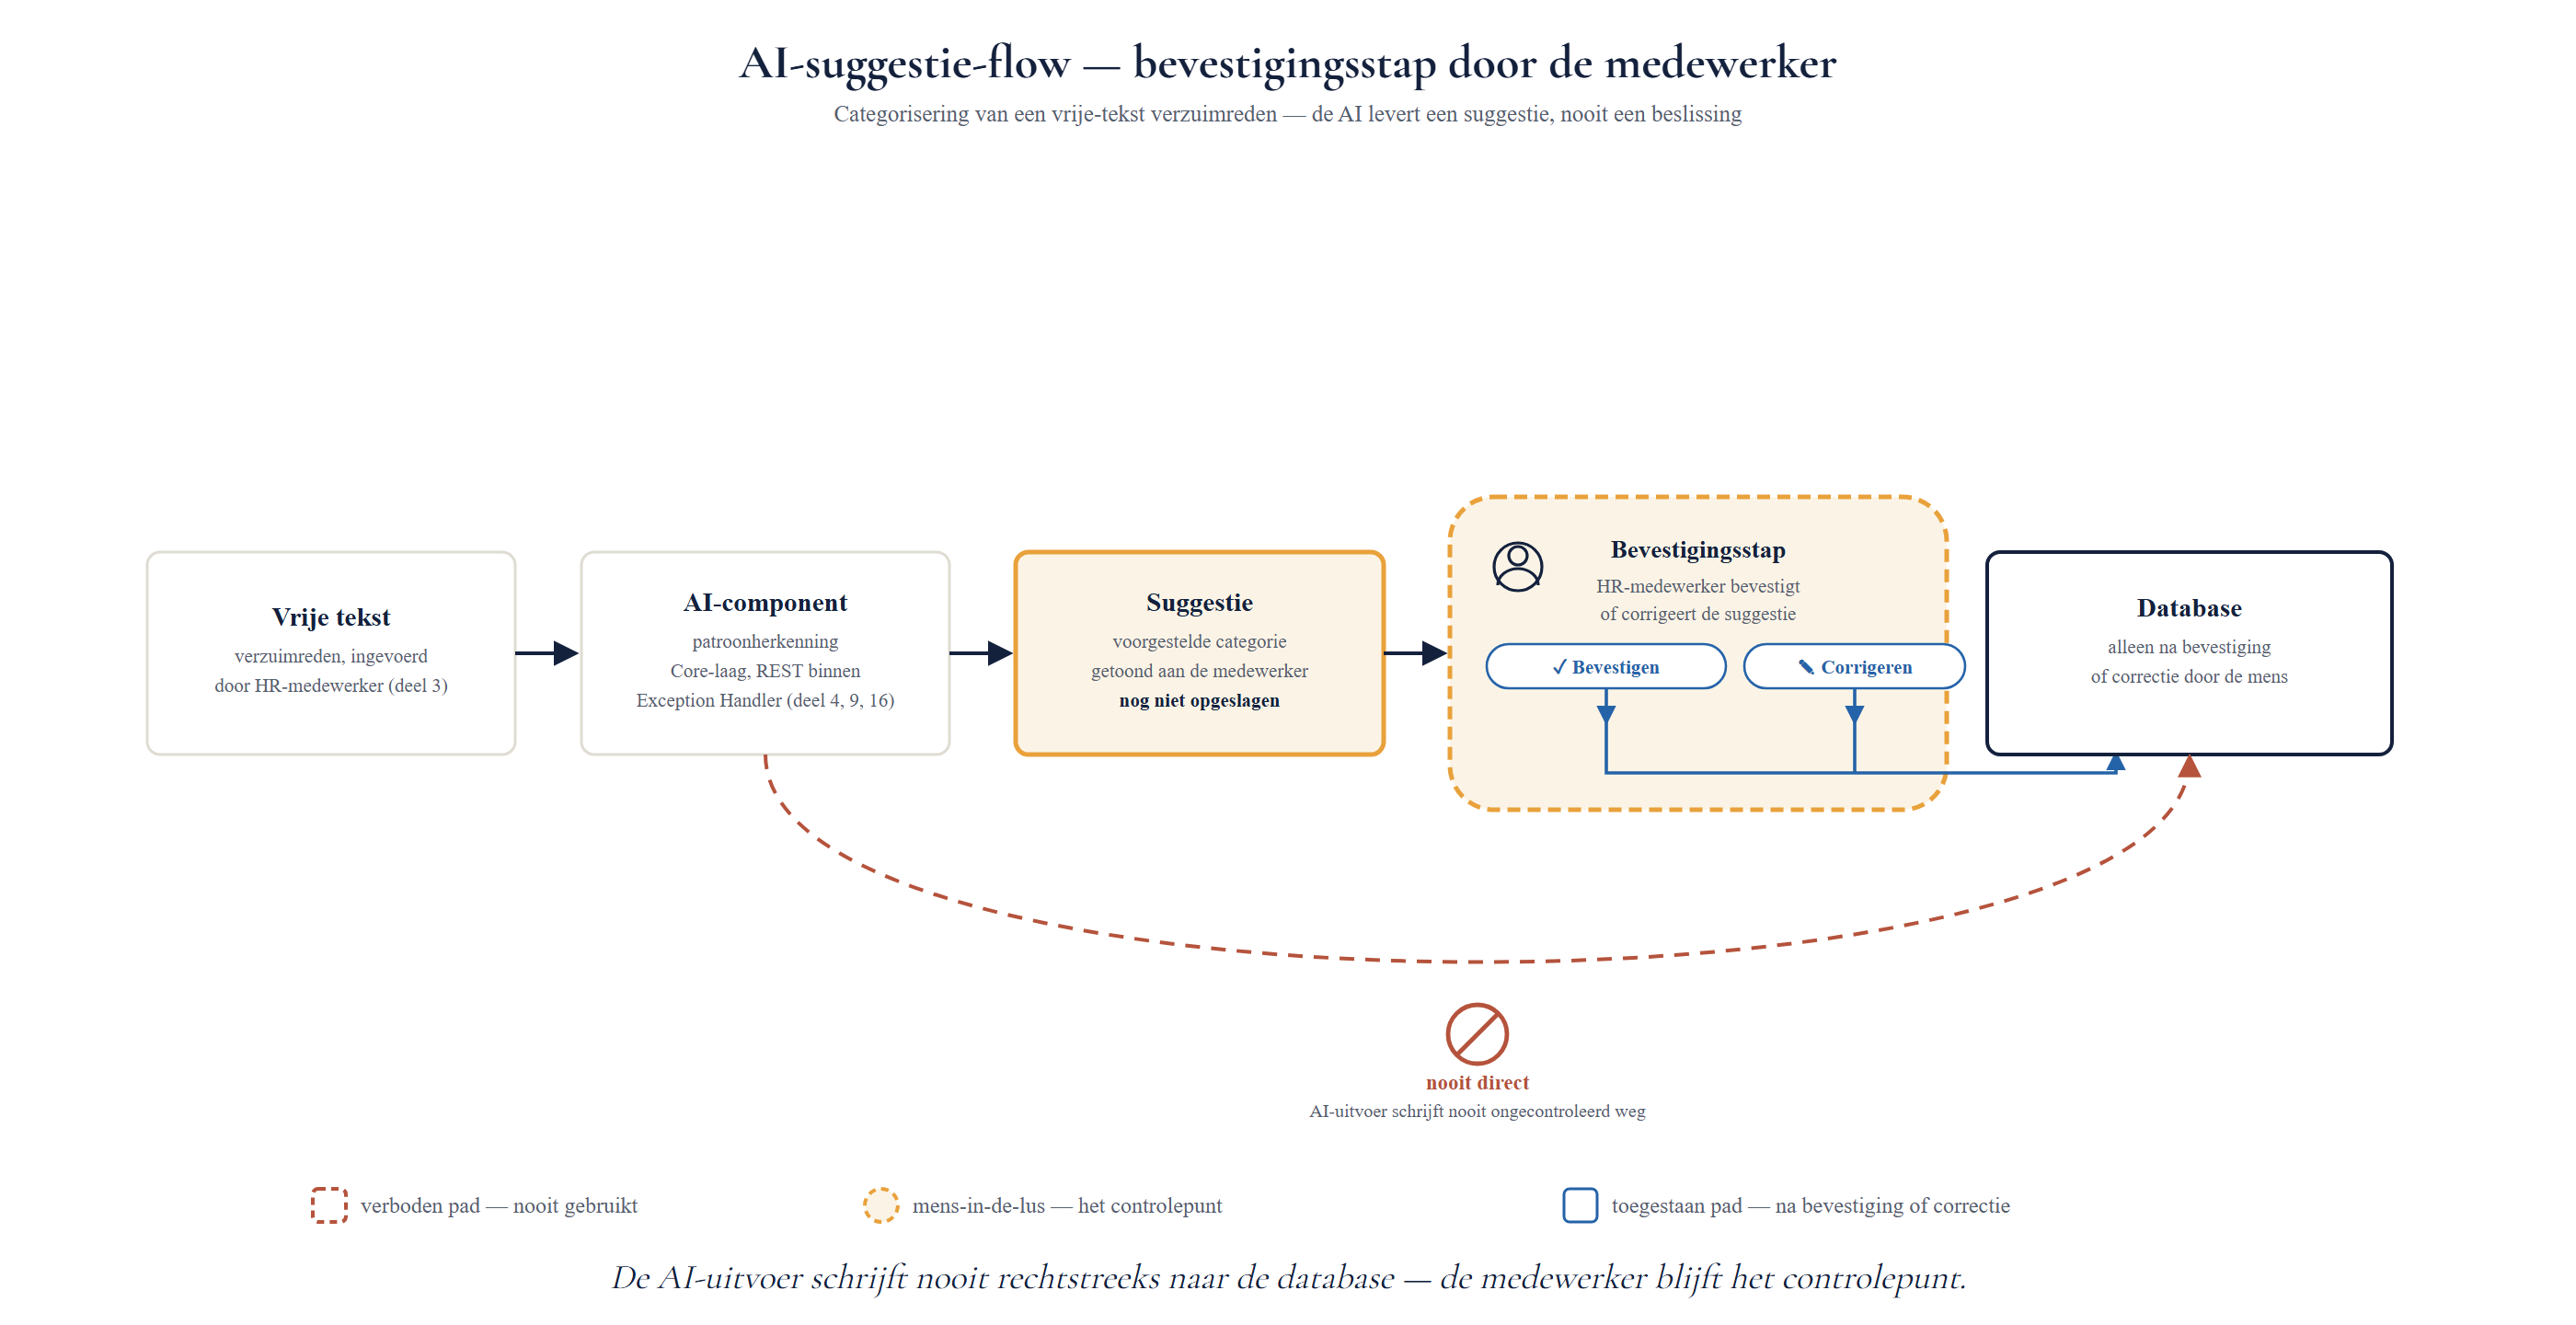 AI-suggestie-flow — bevestigingsstap door de medewerker
Categorisering van een vrije-tekst verzuimreden — de AI levert een suggestie, nooit een beslissing
Vrije tekst
verzuimreden, ingevoerd
door HR-medewerker (deel 3)
AI-component
patroonherkenning
Core-laag, REST binnen
Exception Handler (deel 4, 9, 16)
Suggestie
voorgestelde categorie
getoond aan de medewerker
nog niet opgeslagen
Bevestigingsstap
HR-medewerker bevestigt
of corrigeert de suggestie
✓ Bevestigen
✎ Corrigeren
Database
alleen na bevestiging
of correctie door de mens
nooit direct
AI-uitvoer schrijft nooit ongecontroleerd weg
verboden pad — nooit gebruikt
mens-in-de-lus — het controlepunt
toegestaan pad — na bevestiging of correctie
De AI-uitvoer schrijft nooit rechtstreeks naar de database — de medewerker blijft het controlepunt.